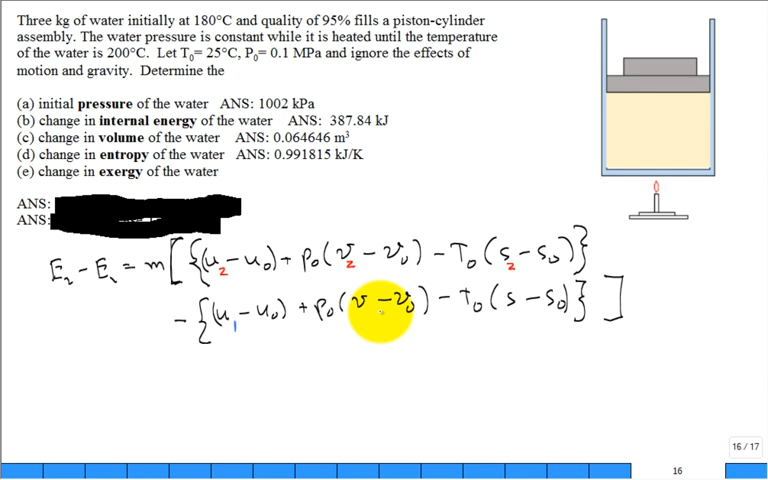 Three kg of water initially at 180°C and quality of 95% fills a piston-cylinder
assembly. The water pressure is constant while it is heated until the temperature
of the water is 200°C. Let T₀= 25°C, P₀= 0.1 MPa and ignore the effects of
motion and gravity. Determine the
(a) initial pressure of the water ANS: 1002 kPa
(b) change in internal energy of the water ANS: 387.84 kJ
(c) change in volume of the water ANS: 0.064646 m³
(d) change in entropy of the water ANS: 0.991815 kJ/K
(e) change in exergy of the water
ANS:
ANS:
E₂ - E₁ = m[{(u₂ - u₀) + p₀(v₂ - v₀) - T₀(s₂ - s₀)}
- {(u₁ - u₀) + p₀(v - v₀) - T₀(s - s₀)}]
16 / 17
16